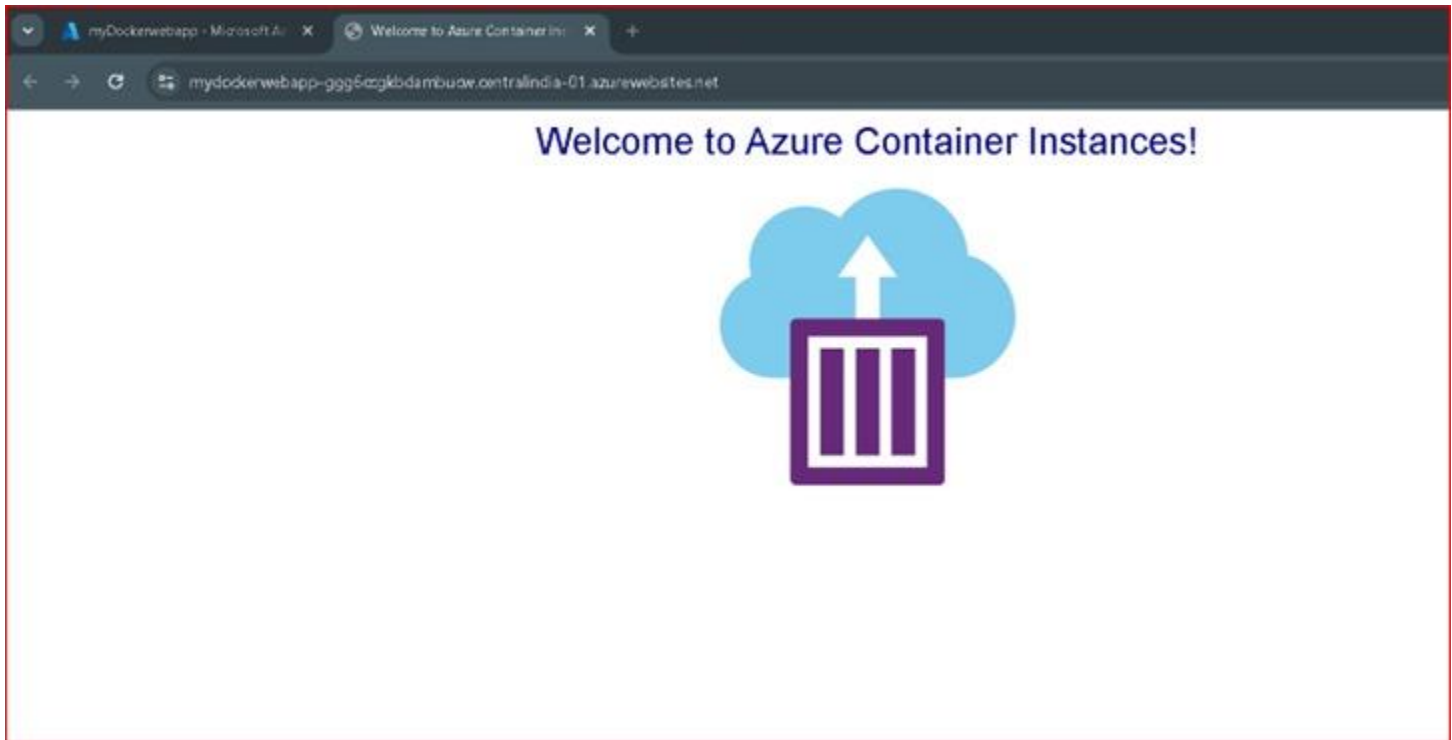 myDockerwebapp - Microsoft Az
Welcome to Azure Container Ins
Welcome to Azure Container Instances!